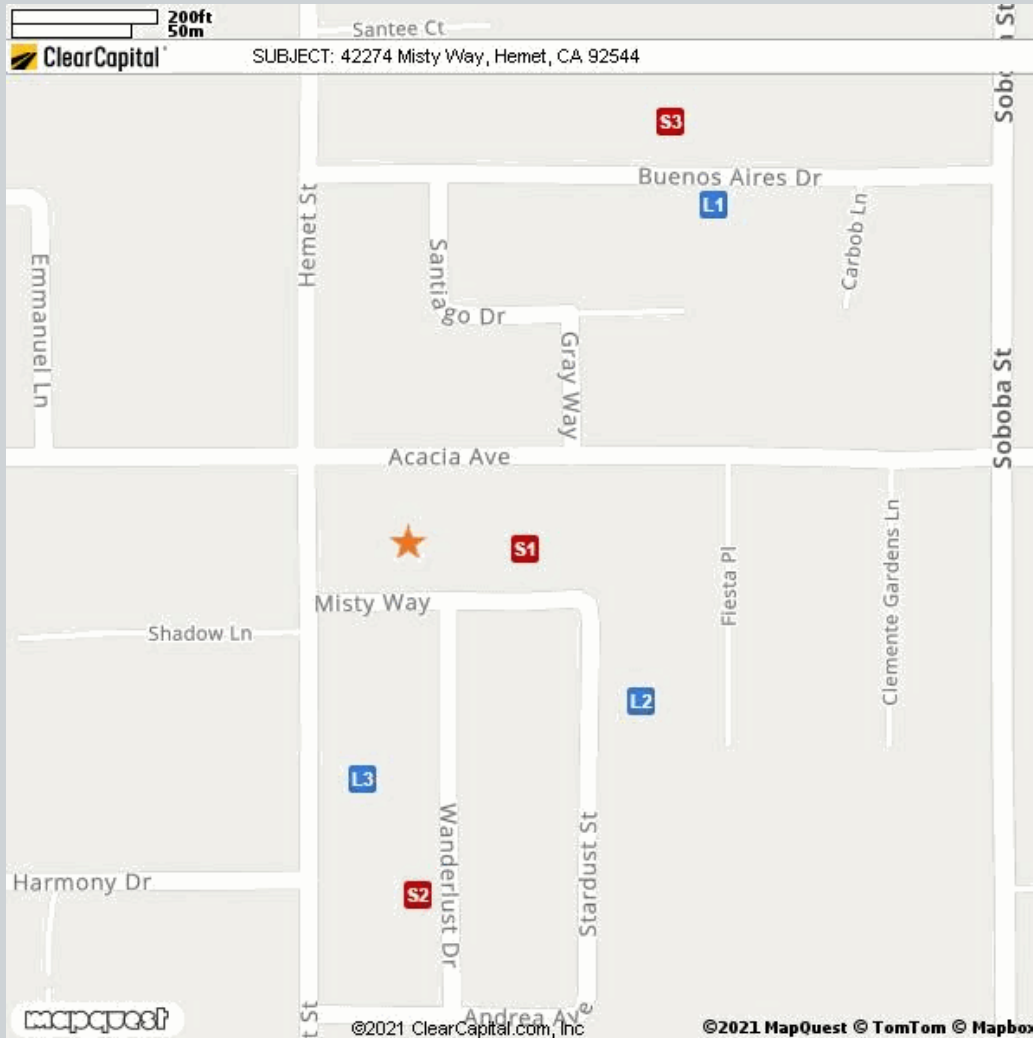 200ft
50m
Santee Ct
ClearCapital
SUBJECT: 42274 Misty Way, Hemet, CA 92544
S3
Buenos Aires Dr
L1
Hemet St
Carbob Ln
Santiago Dr
Emmanuel Ln
Gray Way
Soboba St
Acacia Ave
S1
Misty Way
Fiesta Pl
Clemente Gardens Ln
Shadow Ln
L2
L3
Wanderlust Dr
Stardust St
Harmony Dr
S2
Andrea Ave
t St
mapquest
©2021 ClearCapital.com, Inc
©2021 MapQuest © TomTom © Mapbox